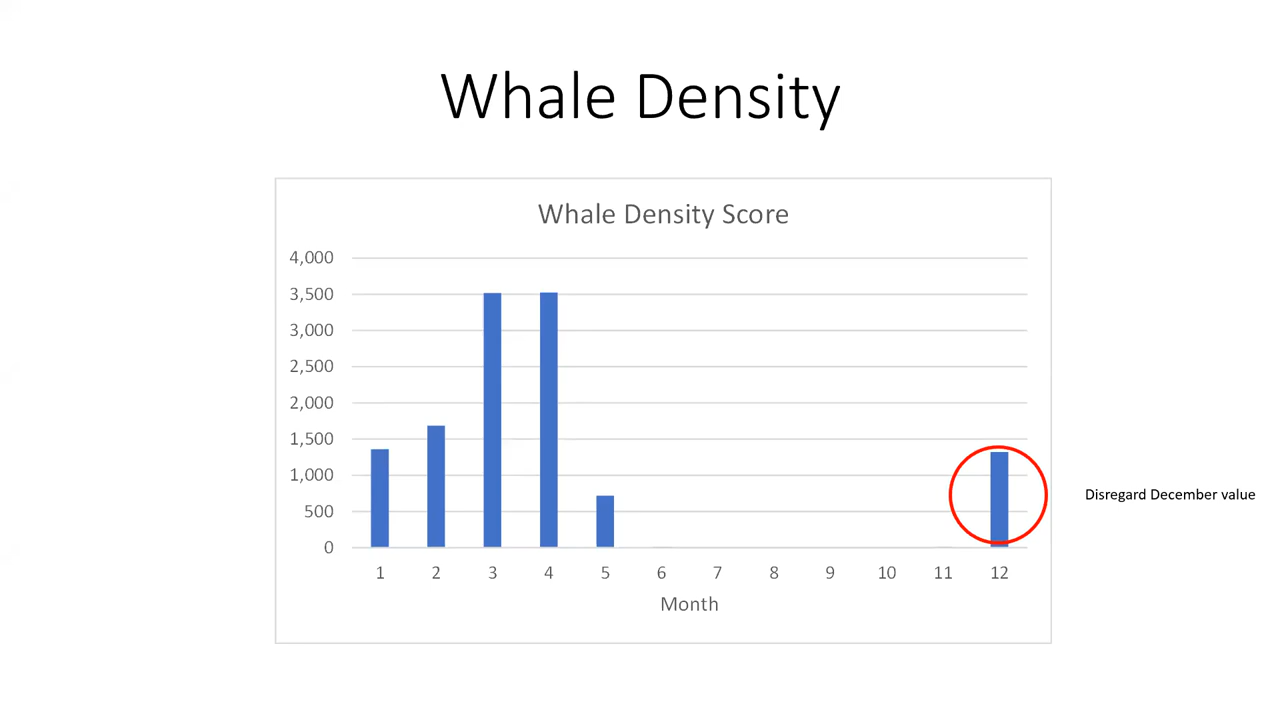 Whale Density
Whale Density Score
4,000
3,500
3,000
2,500
2,000
1,500
1,000
500
0
1 2 3 4 5 6 7 8 9 10 11 12
Month
Disregard December value